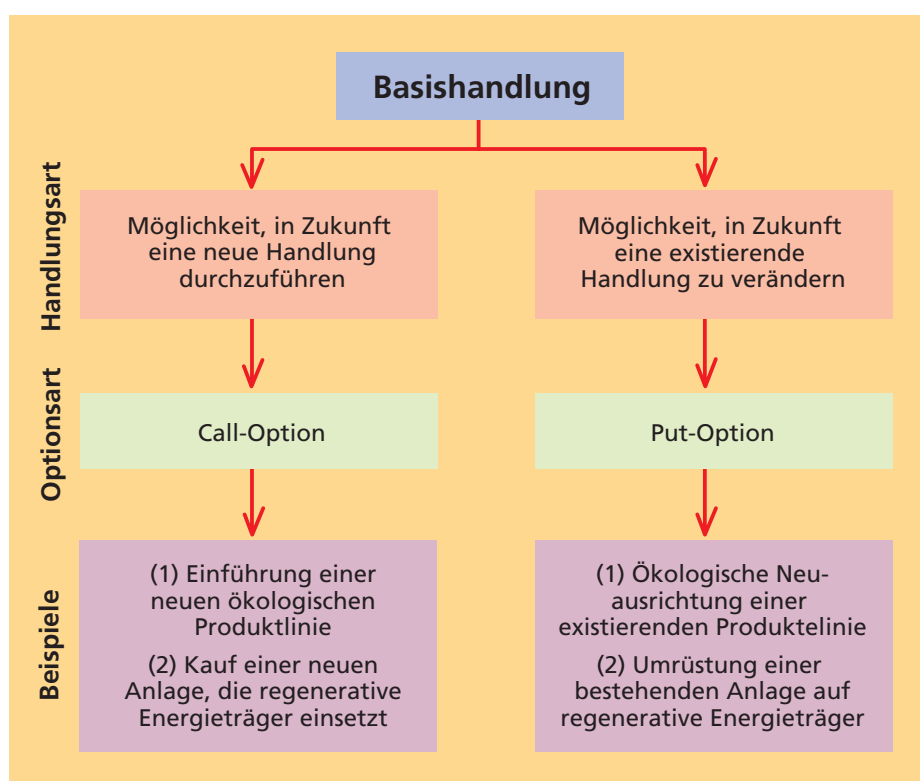 Basishandlung
Handlungsart
Möglichkeit, in Zukunft
eine neue Handlung
durchzuführen
Möglichkeit, in Zukunft
eine existierende
Handlung zu verändern
Optionsart
Call-Option
Put-Option
Beispiele
(1) Einführung einer
neuen ökologischen
Produktlinie
(2) Kauf einer neuen
Anlage, die regenerative
Energieträger einsetzt
(1) Ökologische Neu-
ausrichtung einer
existierenden Produktelinie
(2) Umrüstung einer
bestehenden Anlage auf
regenerative Energieträger